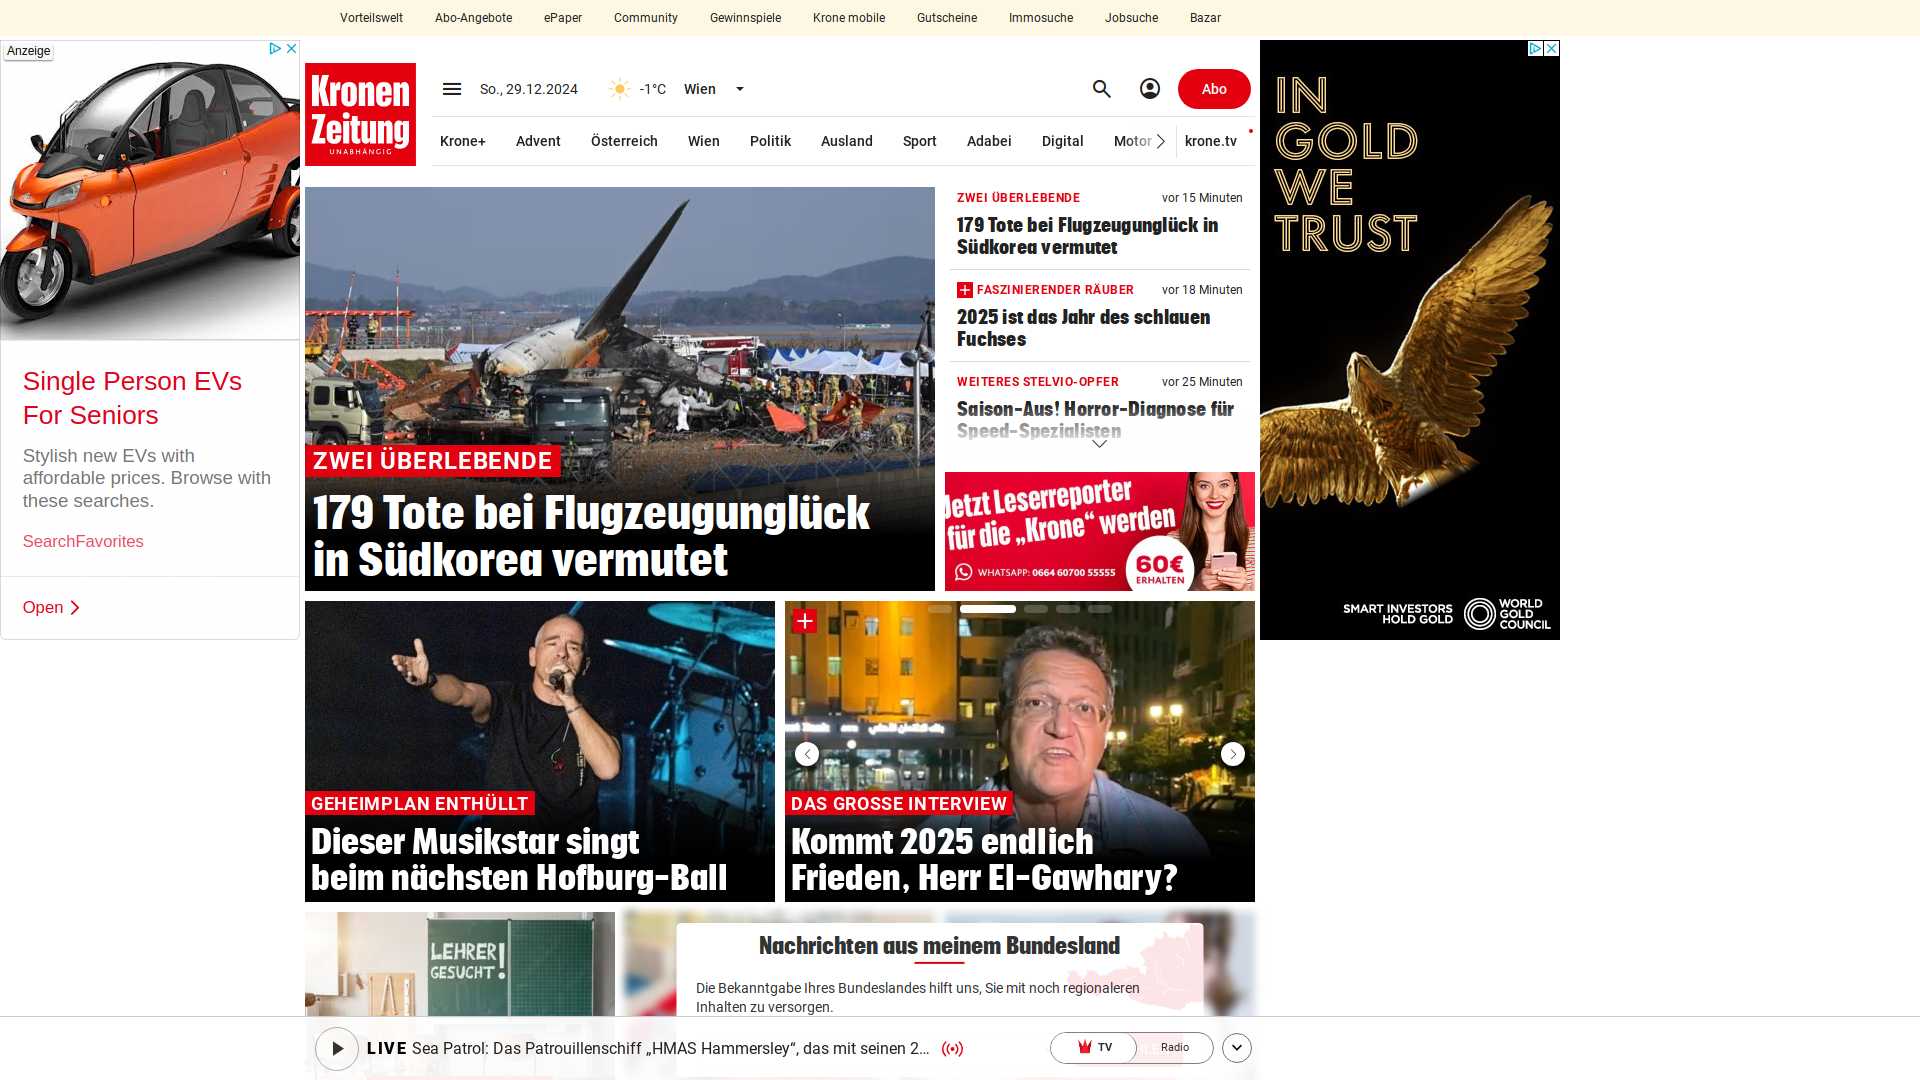 Vorteilswelt
Abo-Angebote
ePaper
Community
Gewinnspiele
Krone mobile
Gutscheine
Immosuche
Jobsuche
Bazar
Anzeige
Single Person EVs
For Seniors
Stylish new EVs with
affordable prices. Browse with
these searches.
SearchFavorites
Open
Kronen
Zeitung
UNABHÄNGIG
So., 29.12.2024
-1°C
Wien
Abo
Krone+
Advent
Österreich
Wien
Politik
Ausland
Sport
Adabei
Digital
Motor
krone.tv
ZWEI ÜBERLEBENDE
179 Tote bei Flugzeugunglück
in Südkorea vermutet
ZWEI ÜBERLEBENDE
vor 15 Minuten
179 Tote bei Flugzeugunglück in
Südkorea vermutet
FASZINIERENDER RÄUBER
vor 18 Minuten
2025 ist das Jahr des schlauen
Fuchses
WEITERES STELVIO-OPFER
vor 25 Minuten
Saison-Aus! Horror-Diagnose für
Speed-Spezialisten
Jetzt Leserreporter
für die „Krone“ werden
WHATSAPP: 0664 60700 55555
60€
ERHALTEN
GEHEIMPLAN ENTHÜLLT
Dieser Musikstar singt
beim nächsten Hofburg-Ball
DAS GROSSE INTERVIEW
Kommt 2025 endlich
Frieden, Herr El-Gawhary?
LEHRER
GESUCHT!
Nachrichten aus meinem Bundesland
Die Bekanntgabe Ihres Bundeslandes hilft uns, Sie mit noch regionaleren
Inhalten zu versorgen.
LIVE Sea Patrol: Das Patrouillenschiff „HMAS Hammersley“, das mit seinen 2...
TV
Radio
IN
GOLD
WE
TRUST
SMART INVESTORS
HOLD GOLD
WORLD
GOLD
COUNCIL